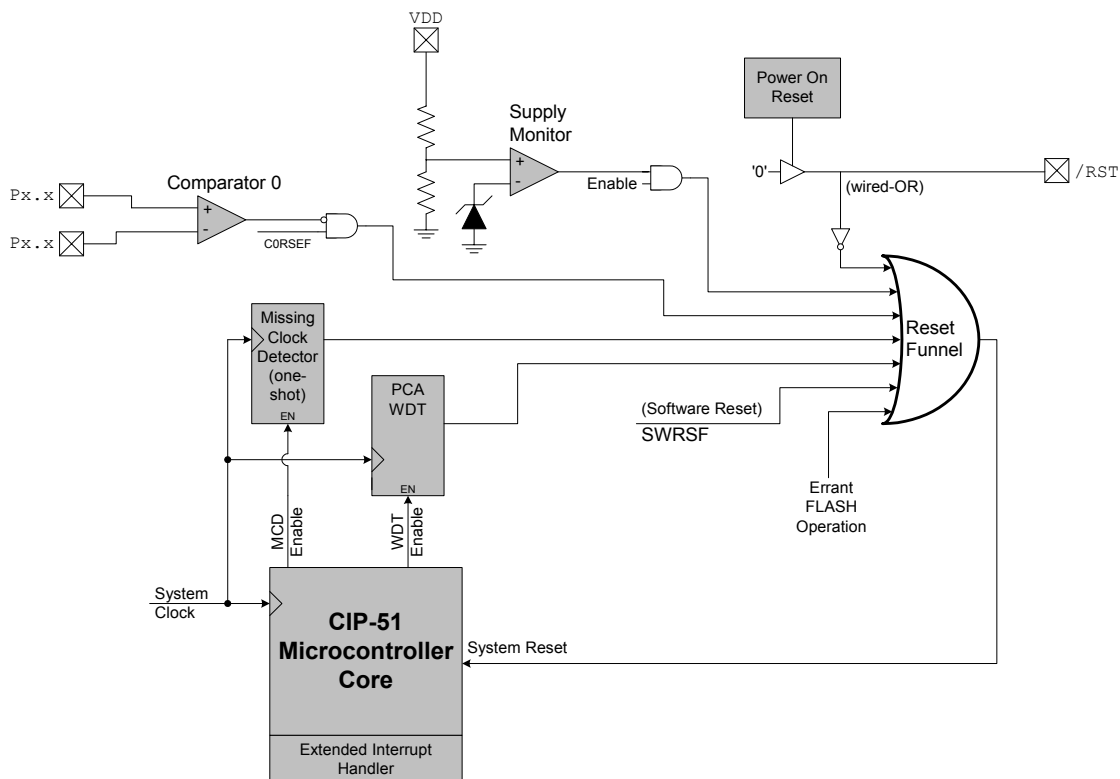 VDD
Power On
Reset
Supply
Monitor
+
-
Enable
'0'
(wired-OR)
/RST
Comparator 0
Px.x
Px.x
+
-
C0RSEF
Missing
Clock
Detector
(one-
shot)
EN
PCA
WDT
EN
Reset
Funnel
(Software Reset)
SWRSF
Errant
FLASH
Operation
MCD
Enable
WDT
Enable
System
Clock
CIP-51
Microcontroller
Core
System Reset
Extended Interrupt
Handler